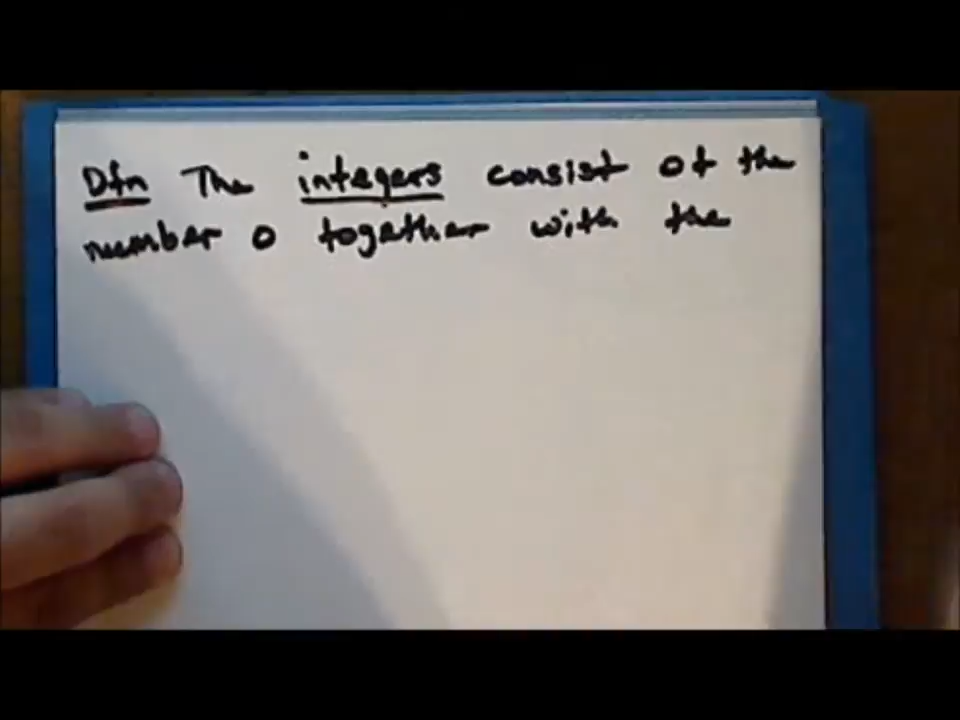 Dfn The integers consist of the
number 0 together with the